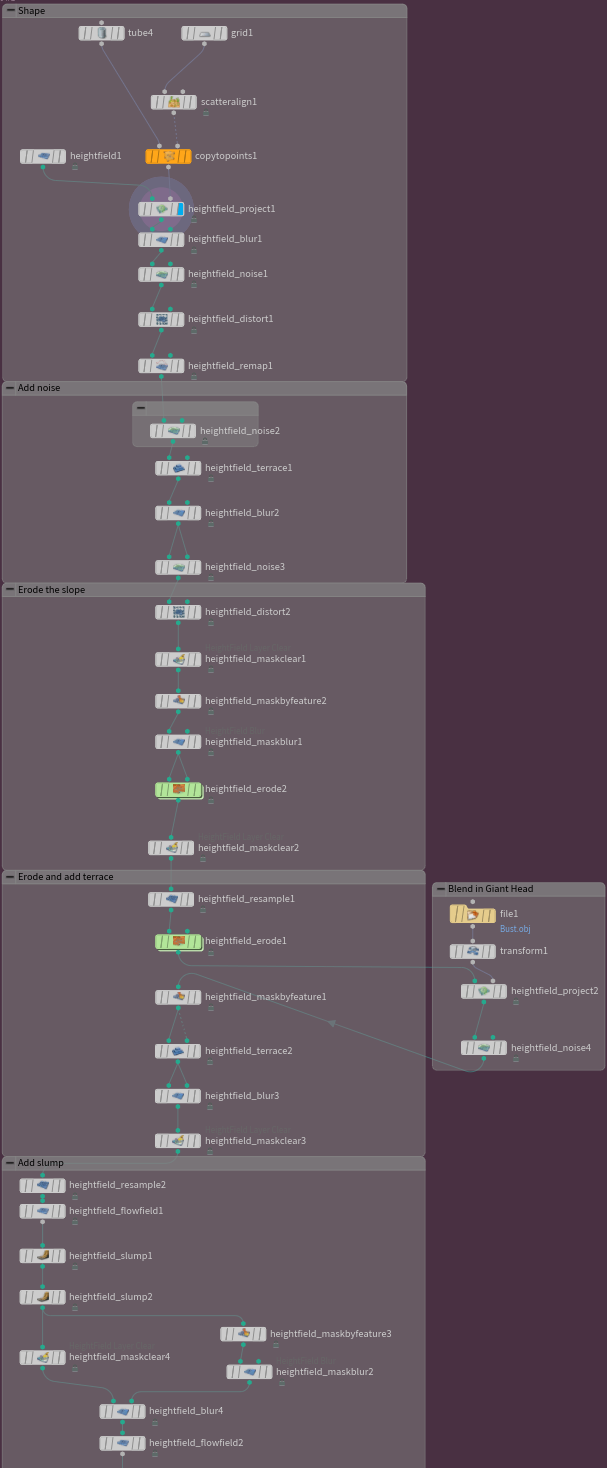 Shape
tube4
grid1
scatteralign1
heightfield1
copytopoints1
heightfield_project1
heightfield_blur1
heightfield_noise1
heightfield_distort1
heightfield_remap1
Add noise
heightfield_noise2
heightfield_terrace1
heightfield_blur2
heightfield_noise3
Erode the slope
heightfield_distort2
heightfield_maskclear1
heightfield_maskbyfeature2
heightfield_maskblur1
heightfield_erode2
heightfield_maskclear2
Erode and add terrace
heightfield_resample1
heightfield_erode1
heightfield_maskbyfeature1
heightfield_terrace2
heightfield_blur3
heightfield_maskclear3
Blend in Giant Head
file1
Bust.obj
transform1
heightfield_project2
heightfield_noise4
Add slump
heightfield_resample2
heightfield_flowfield1
heightfield_slump1
heightfield_slump2
heightfield_maskbyfeature3
heightfield_maskclear4
heightfield_maskblur2
heightfield_blur4
heightfield_flowfield2